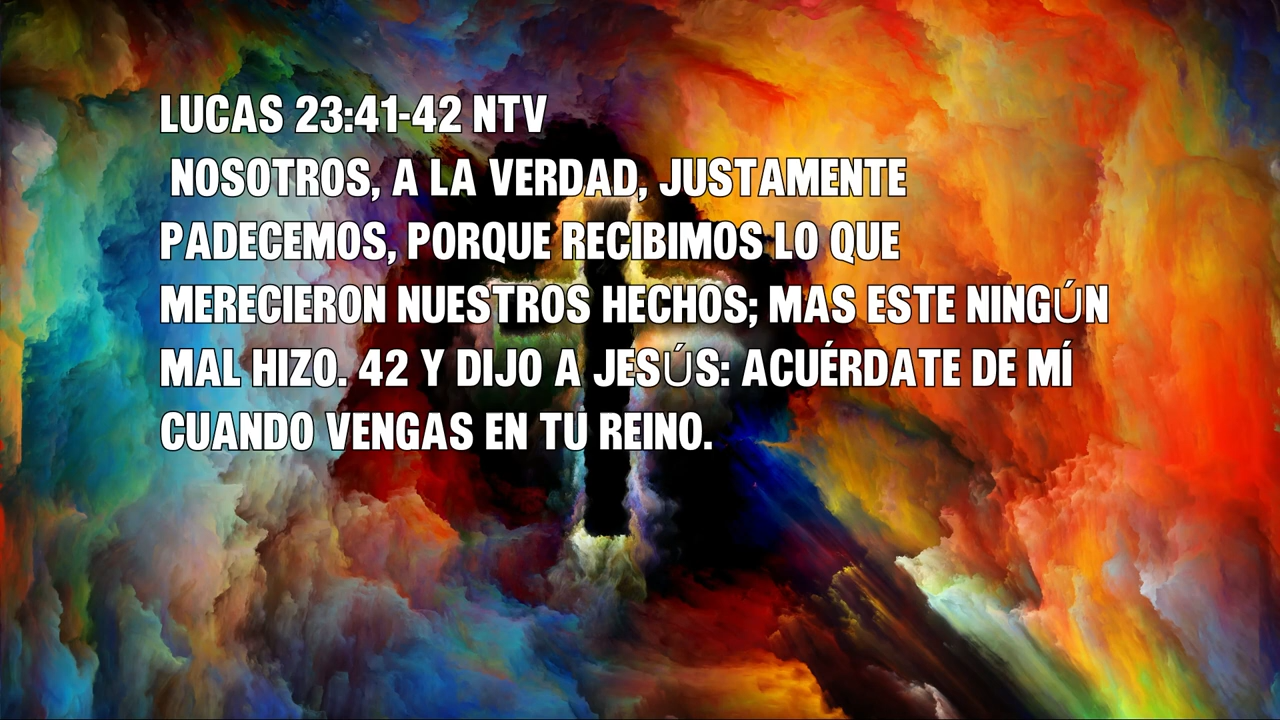 LUCAS 23:41-42 NTV
NOSOTROS, A LA VERDAD, JUSTAMENTE
PADECEMOS, PORQUE RECIBIMOS LO QUE
MERECIERON NUESTROS HECHOS; MAS ESTE NINGÚN
MAL HIZO. 42 Y DIJO A JESÚS: ACUÉRDATE DE MÍ
CUANDO VENGAS EN TU REINO.